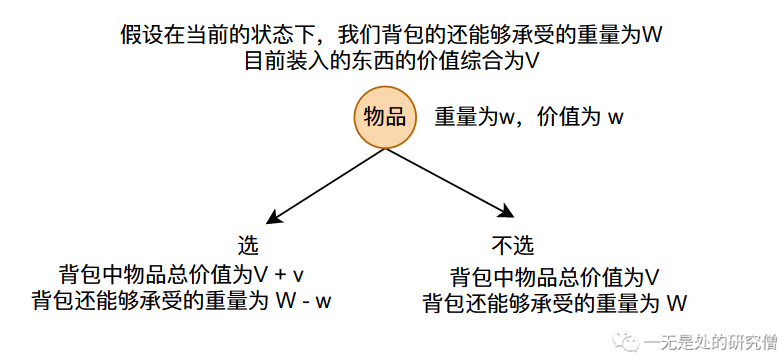 假设在当前的状态下，我们背包的还能够承受的重量为W
目前装入的东西的价值综合为V
物品
重量为w，价值为 w
选
背包中物品总价值为V + v
背包还能够承受的重量为 W - w
不选
背包中物品总价值为V
背包还能够承受的重量为 W
一无是处的研究僧